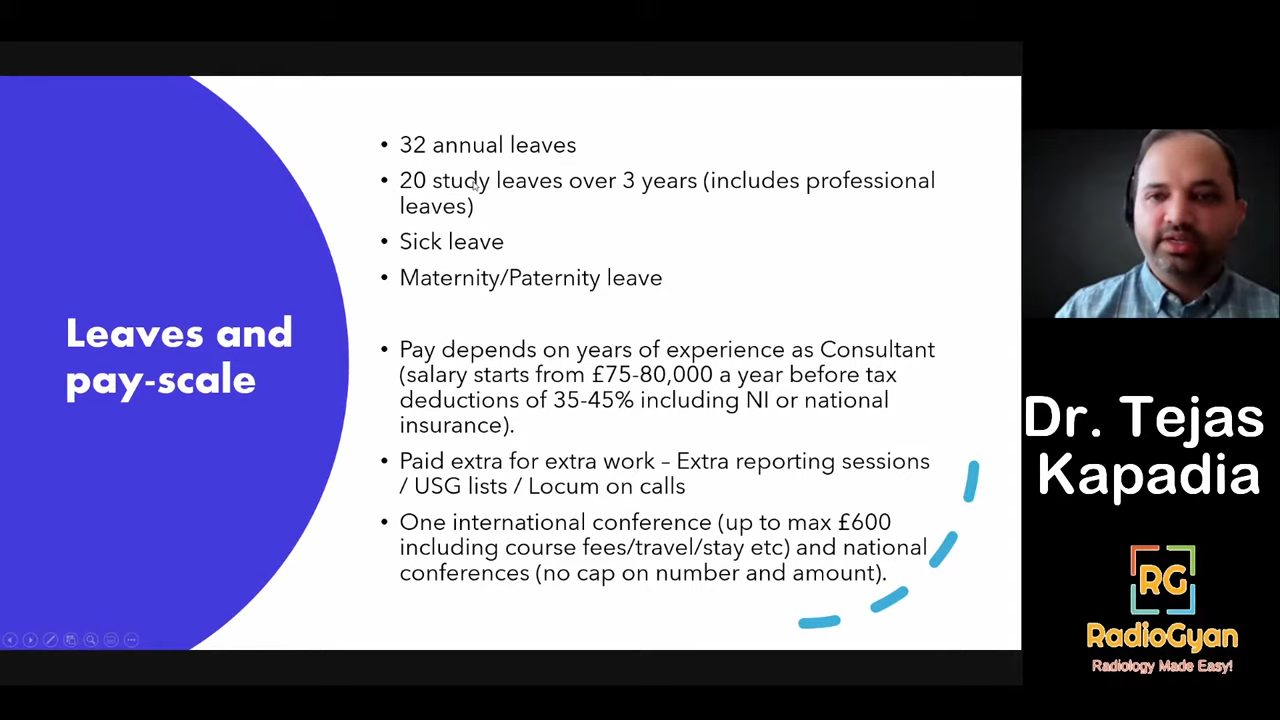 Leaves and
pay-scale
• 32 annual leaves
• 20 study leaves over 3 years (includes professional
leaves)
• Sick leave
• Maternity/Paternity leave
• Pay depends on years of experience as Consultant
(salary starts from £75-80,000 a year before tax
deductions of 35-45% including NI or national
insurance).
• Paid extra for extra work – Extra reporting sessions
/ USG lists / Locum on calls
• One international conference (up to max £600
including course fees/travel/stay etc) and national
conferences (no cap on number and amount).
Dr. Tejas
Kapadia
RG
RadioGyan
Radiology Made Easy!